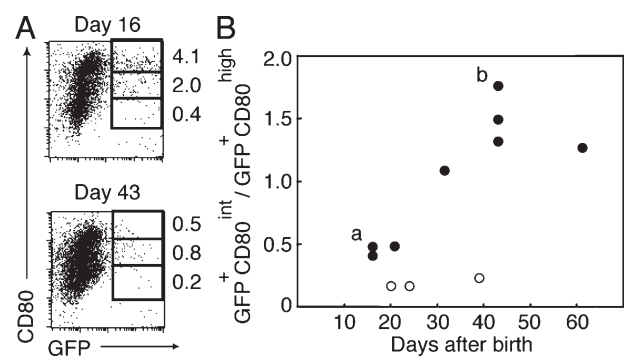 A
Day 16
4.1
2.0
0.4
Day 43
0.5
0.8
0.2
CD80
GFP
B
GFP⁺CD80ⁱⁿᵗ / GFP⁺CD80ʰⁱᵍʰ
2.0
1.5
1.0
0.5
0
b
a
10 20 30 40 50 60
Days after birth